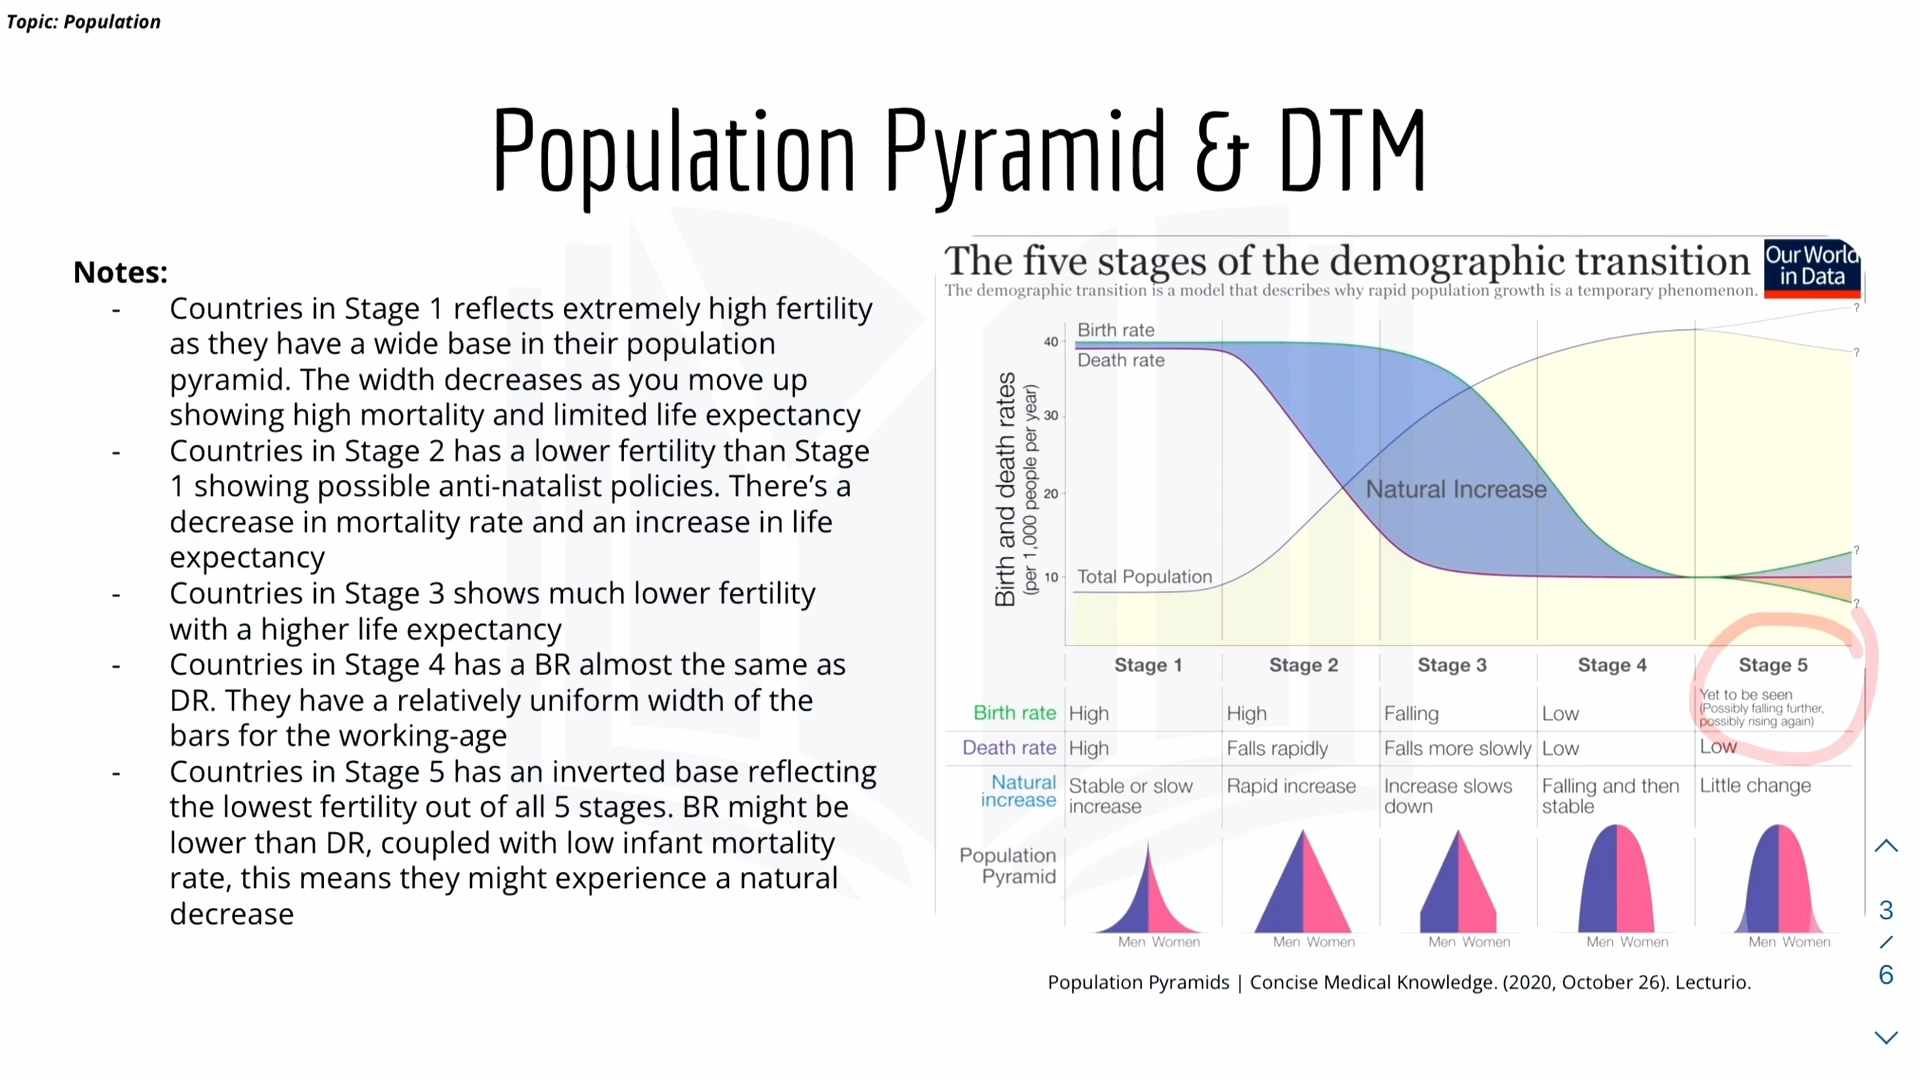 Topic: Population
Population Pyramid & DTM
Notes:
- Countries in Stage 1 reflects extremely high fertility
as they have a wide base in their population
pyramid. The width decreases as you move up
showing high mortality and limited life expectancy
- Countries in Stage 2 has a lower fertility than Stage
1 showing possible anti-natalist policies. There's a
decrease in mortality rate and an increase in life
expectancy
- Countries in Stage 3 shows much lower fertility
with a higher life expectancy
- Countries in Stage 4 has a BR almost the same as
DR. They have a relatively uniform width of the
bars for the working-age
- Countries in Stage 5 has an inverted base reflecting
the lowest fertility out of all 5 stages. BR might be
lower than DR, coupled with low infant mortality
rate, this means they might experience a natural
decrease
The five stages of the demographic transition
The demographic transition is a model that describes why rapid population growth is a temporary phenomenon.
Our World
in Data
Birth and death rates
(per 1,000 people per year)
40
30
20
10
Birth rate
Death rate
Natural Increase
Total Population
?
?
?
?
Stage 1 Stage 2 Stage 3 Stage 4 Stage 5
Birth rate High High Falling Low Yet to be seen
(Possibly falling further,
possibly rising again)
Death rate High Falls rapidly Falls more slowly Low Low
Natural increase Stable or slow increase Rapid increase Increase slows down Falling and then stable Little change
Population
Pyramid
Men Women Men Women Men Women Men Women Men Women
Population Pyramids | Concise Medical Knowledge. (2020, October 26). Lecturio.
3
/
6